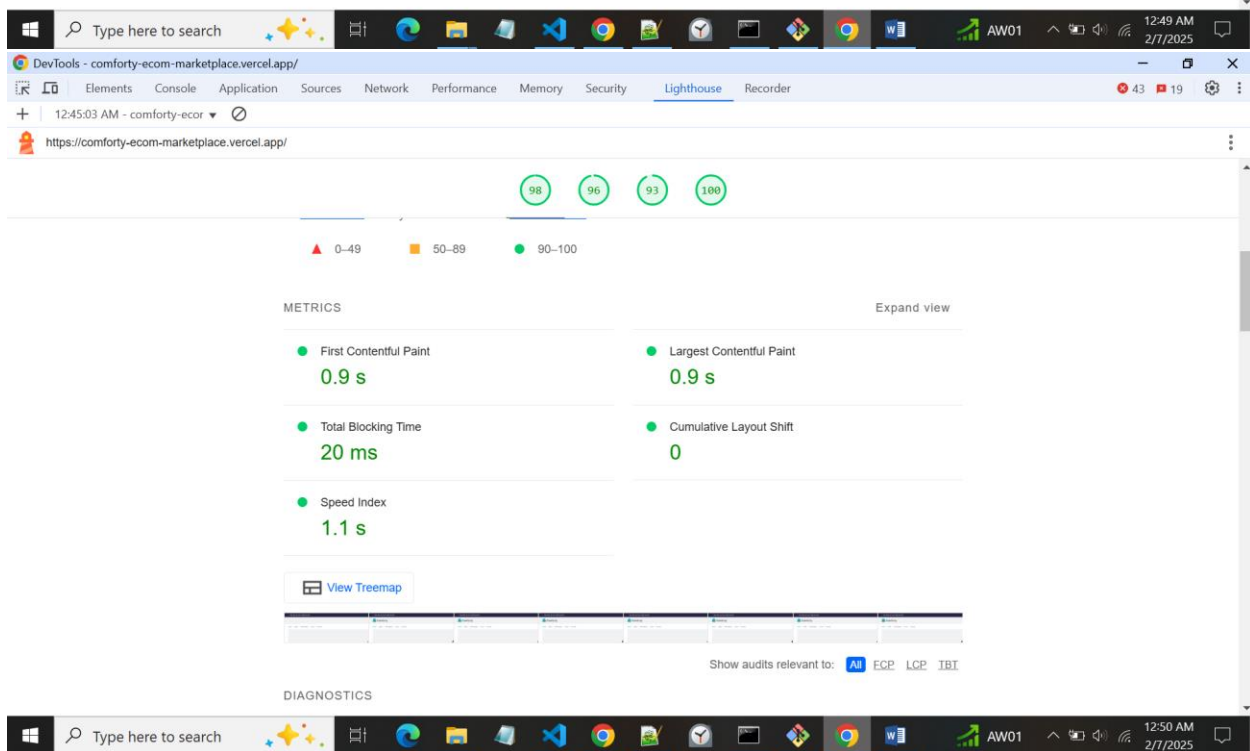 Type here to search
AW01
12:49 AM
2/7/2025
DevTools - comforty-ecom-marketplace.vercel.app/
Elements Console Application Sources Network Performance Memory Security Lighthouse Recorder 43 19
12:45:03 AM - comforty-ecor
https://comforty-ecom-marketplace.vercel.app/
98 96 93 100
0–49 50–89 90–100
METRICS Expand view
First Contentful Paint
0.9 s
Largest Contentful Paint
0.9 s
Total Blocking Time
20 ms
Cumulative Layout Shift
0
Speed Index
1.1 s
View Treemap
Show audits relevant to: All FCP LCP TBT
DIAGNOSTICS
Type here to search
AW01
12:50 AM
2/7/2025